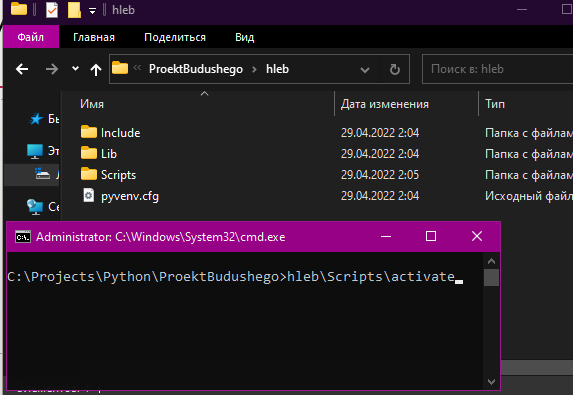 hleb
Файл Главная Поделиться Вид
ProektBudushego hleb Поиск в: hleb
Имя Дата изменения Тип
Include 29.04.2022 2:04 Папка с файлам
Lib 29.04.2022 2:04 Папка с файлам
Scripts 29.04.2022 2:05 Папка с файлам
pyvenv.cfg 29.04.2022 2:04 Исходный файл
Administrator: C:\Windows\System32\cmd.exe
C:\Projects\Python\ProektBudushego>hleb\Scripts\activate